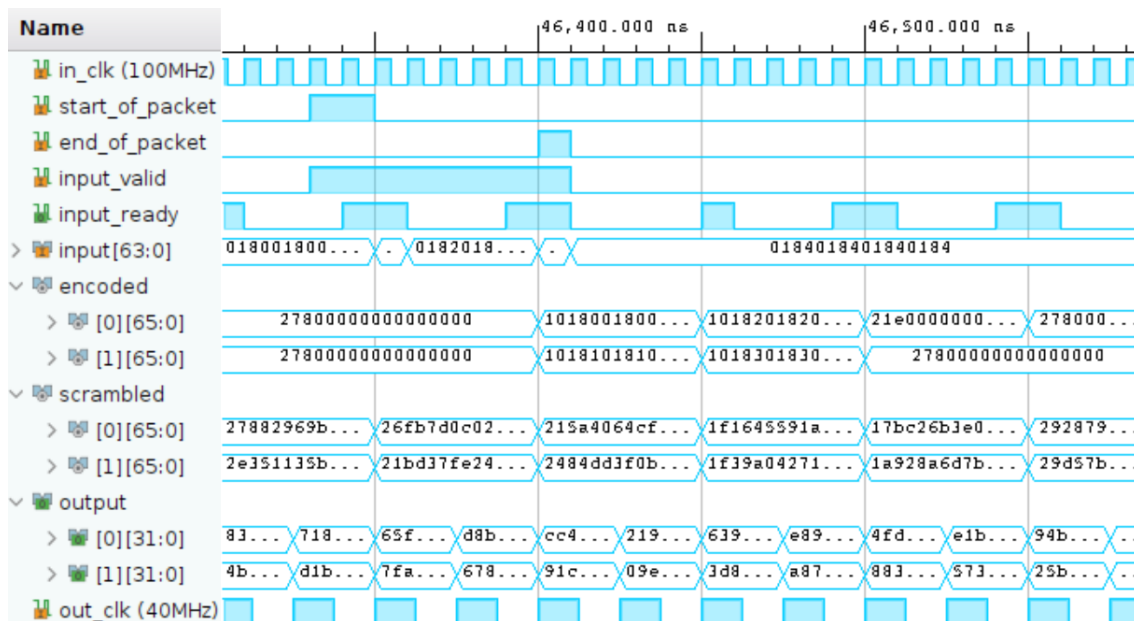 Name 46,400.000 ns 46,500.000 ns
in_clk (100MHz)
start_of_packet
end_of_packet
input_valid
input_ready
input[63:0] 018001800... . 0182018... . 0184018401840184
encoded
[0][65:0] 27800000000000000 1018001800... 1018201820... 21e0000000... 278000...
[1][65:0] 27800000000000000 1018101810... 1018301830... 27800000000000000
scrambled
[0][65:0] 27882969b... 26fb7d0c02... 215a4064cf... 1f1645591a... 17bc26b3e0... 292879...
[1][65:0] 2e351135b... 21bd37fe24... 2484dd3f0b... 1f39a04271... 1a928a6d7b... 29d57b...
output
[0][31:0] 83... 718... 65f... d8b... cc4... 219... 639... e89... 4fd... e1b... 94b... ..
[1][31:0] 4b... d1b... 7fa... 678... 91c... 09e... 3d8... a87... 883... 573... 25b... ..
out_clk (40MHz)